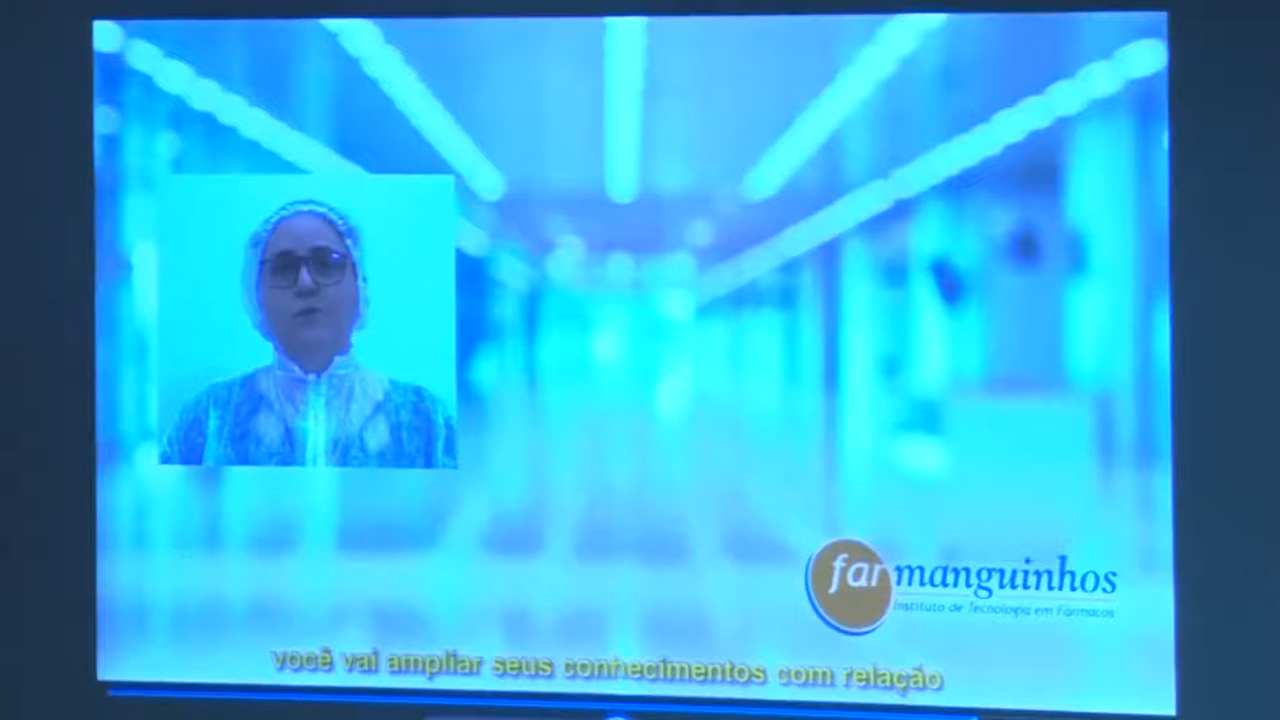 farmanguinhos
Instituto de Tecnologia em Fármacos
você vai ampliar seus conhecimentos com relação